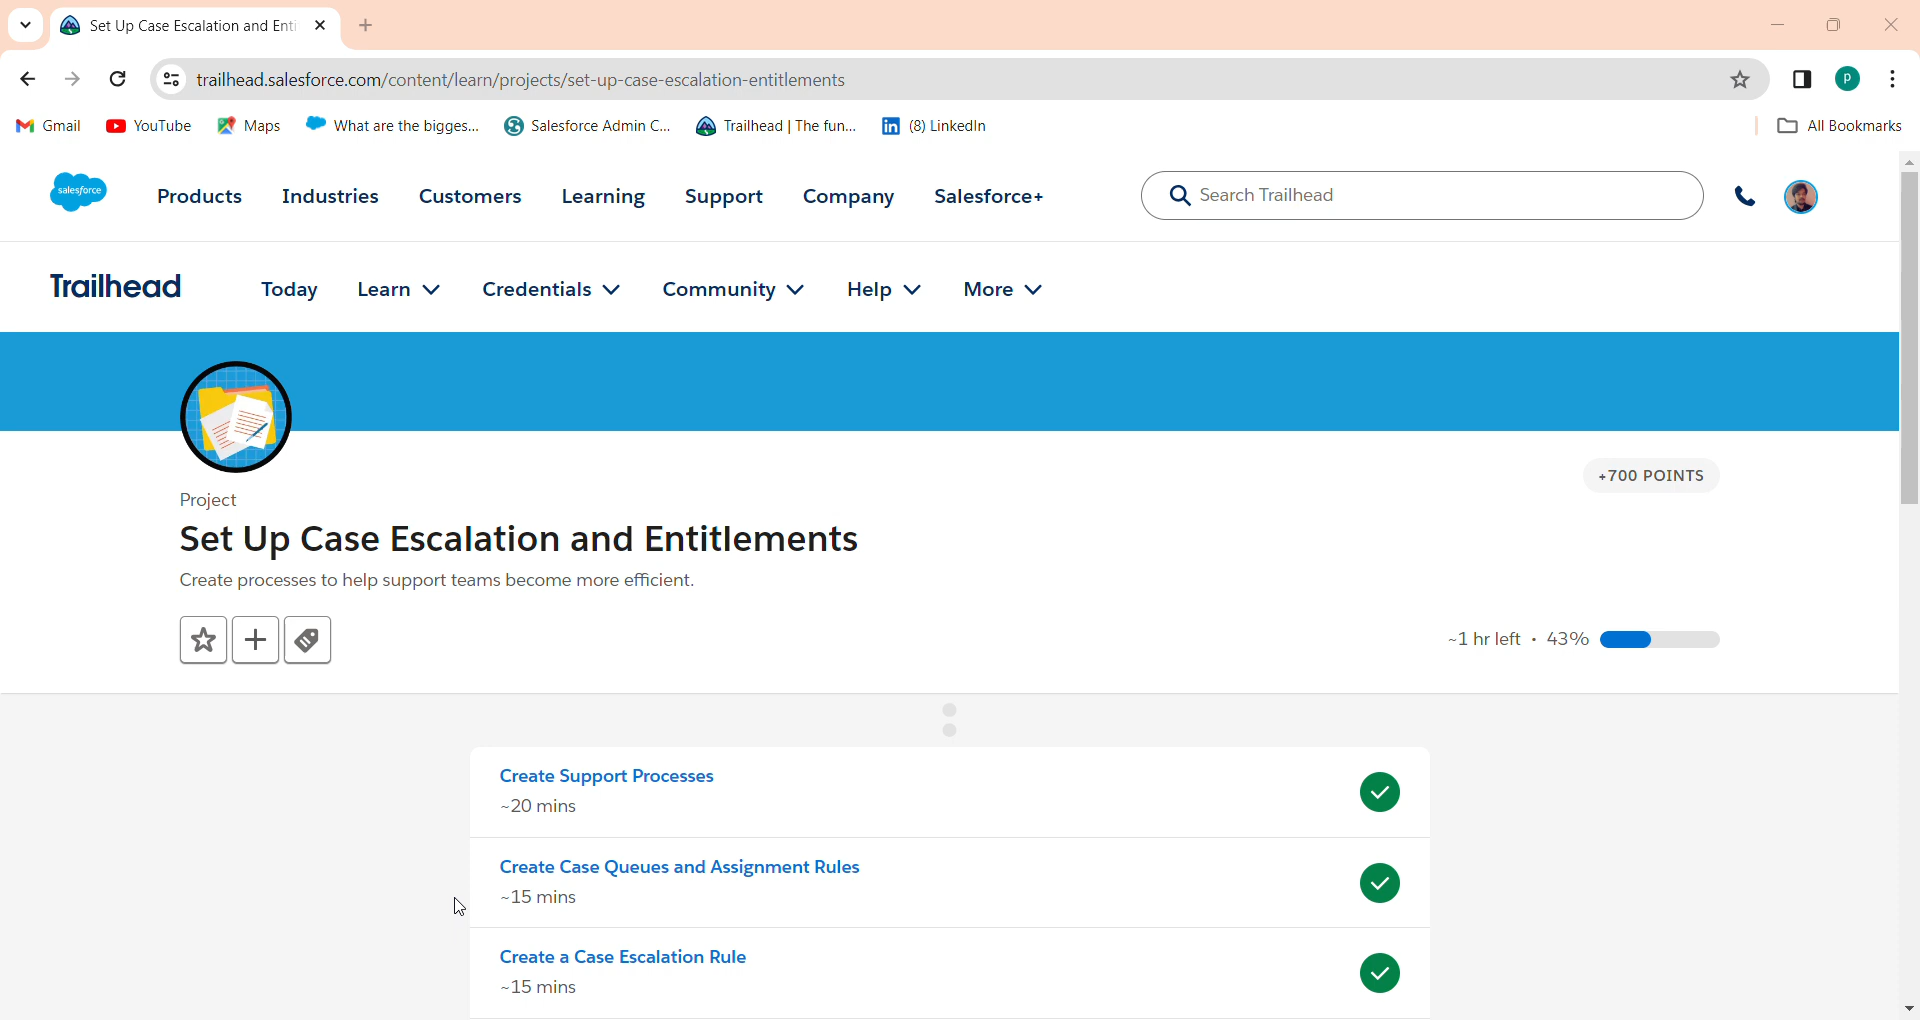 Set Up Case Escalation and Enti
trailhead.salesforce.com/content/learn/projects/set-up-case-escalation-entitlements
P
Gmail YouTube Maps What are the bigges... Salesforce Admin C... Trailhead | The fun... (8) LinkedIn All Bookmarks
salesforce Products Industries Customers Learning Support Company Salesforce+ Search Trailhead
Trailhead Today Learn Credentials Community Help More
+700 POINTS
Project
Set Up Case Escalation and Entitlements
Create processes to help support teams become more efficient.
~1 hr left • 43%
Create Support Processes
~20 mins
Create Case Queues and Assignment Rules
~15 mins
Create a Case Escalation Rule
~15 mins